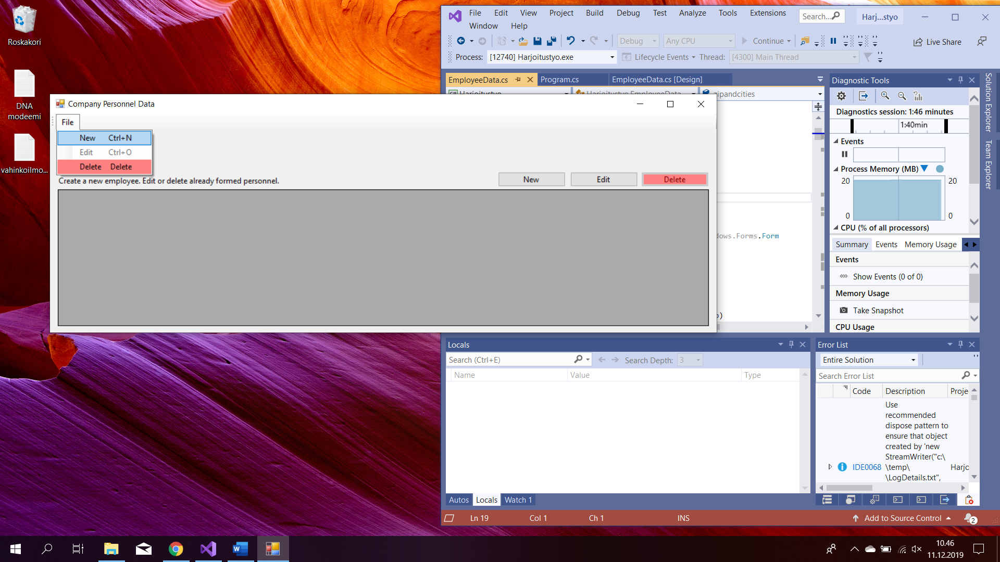 Roskakori
DNA
modeemi
vahinkoilmo...
File Edit View Project Build Debug Test Analyze Tools Extensions
Window Help
Search...
Harj...styo
Debug
Any CPU
Continue
Live Share
Process: [12740] Harjoitustyo.exe
Lifecycle Events
Thread: [4300] Main Thread
EmployeeData.cs
Program.cs
EmployeeData.cs [Design]
Harjoitustyo
Harjoitustyo.EmployeeData
zipandcities
Company Personnel Data
File
New Ctrl+N
Edit Ctrl+O
Delete Delete
Create a new employee. Edit or delete already formed personnel.
New
Edit
Delete
dows.Forms.Form
)
Diagnostic Tools
Diagnostics session: 1:46 minutes
1:40min
Events
Process Memory (MB)
20 20
0 0
CPU (% of all processors)
Summary Events Memory Usage
Events
Show Events (0 of 0)
Memory Usage
Take Snapshot
CPU Usage
Solution Explorer
Team Explorer
Locals
Search (Ctrl+E)
Search Depth: 3
Name Value Type
Autos Locals Watch 1
Error List
Entire Solution
Search Error List
Code Description Proje
Use
recommended
dispose pattern to
ensure that object
created by 'new
StreamWriter("c:\
IDE0068 \temp\ Harjo
\LogDetails.txt",
Ln 19 Col 1 Ch 1 INS
Add to Source Control
2
10.46
11.12.2019